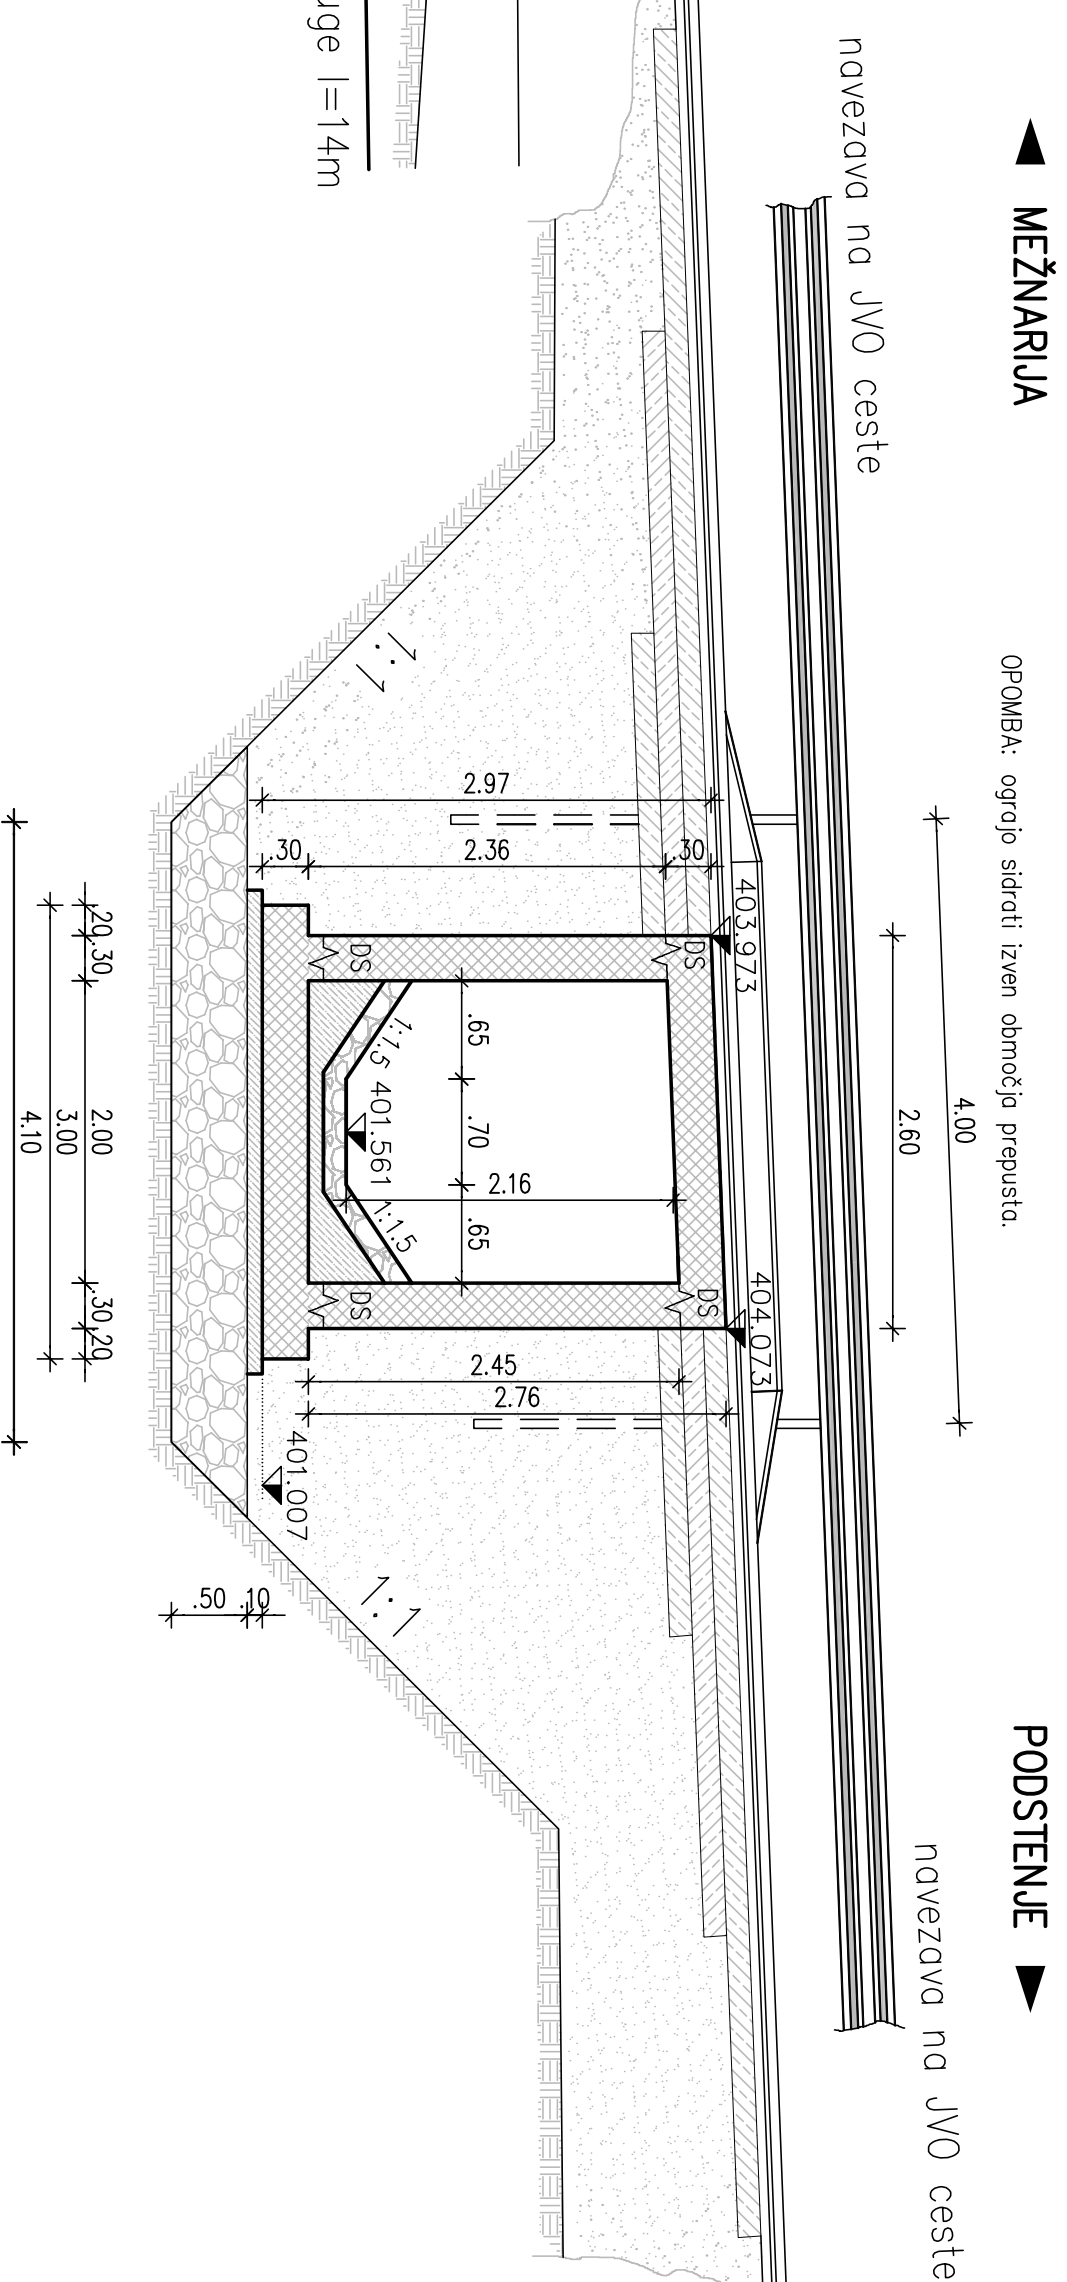 MEŽNARIJA
PODSTENJE
OPOMBA: ograjo sidrati izven območja prepusta.
navezava na JVO ceste
navezava na JVO ceste
4.00
2.60
403.973
404.073
DS
DS
2.97
.30
2.36
.30
.65
.70
.65
2.16
2.45
2.76
DS
DS
1:1.5
401.561
1:1.5
1:1
1:1
401.007
.50
.10
.20
.30
2.00
.30
.20
3.00
4.10
l=14m